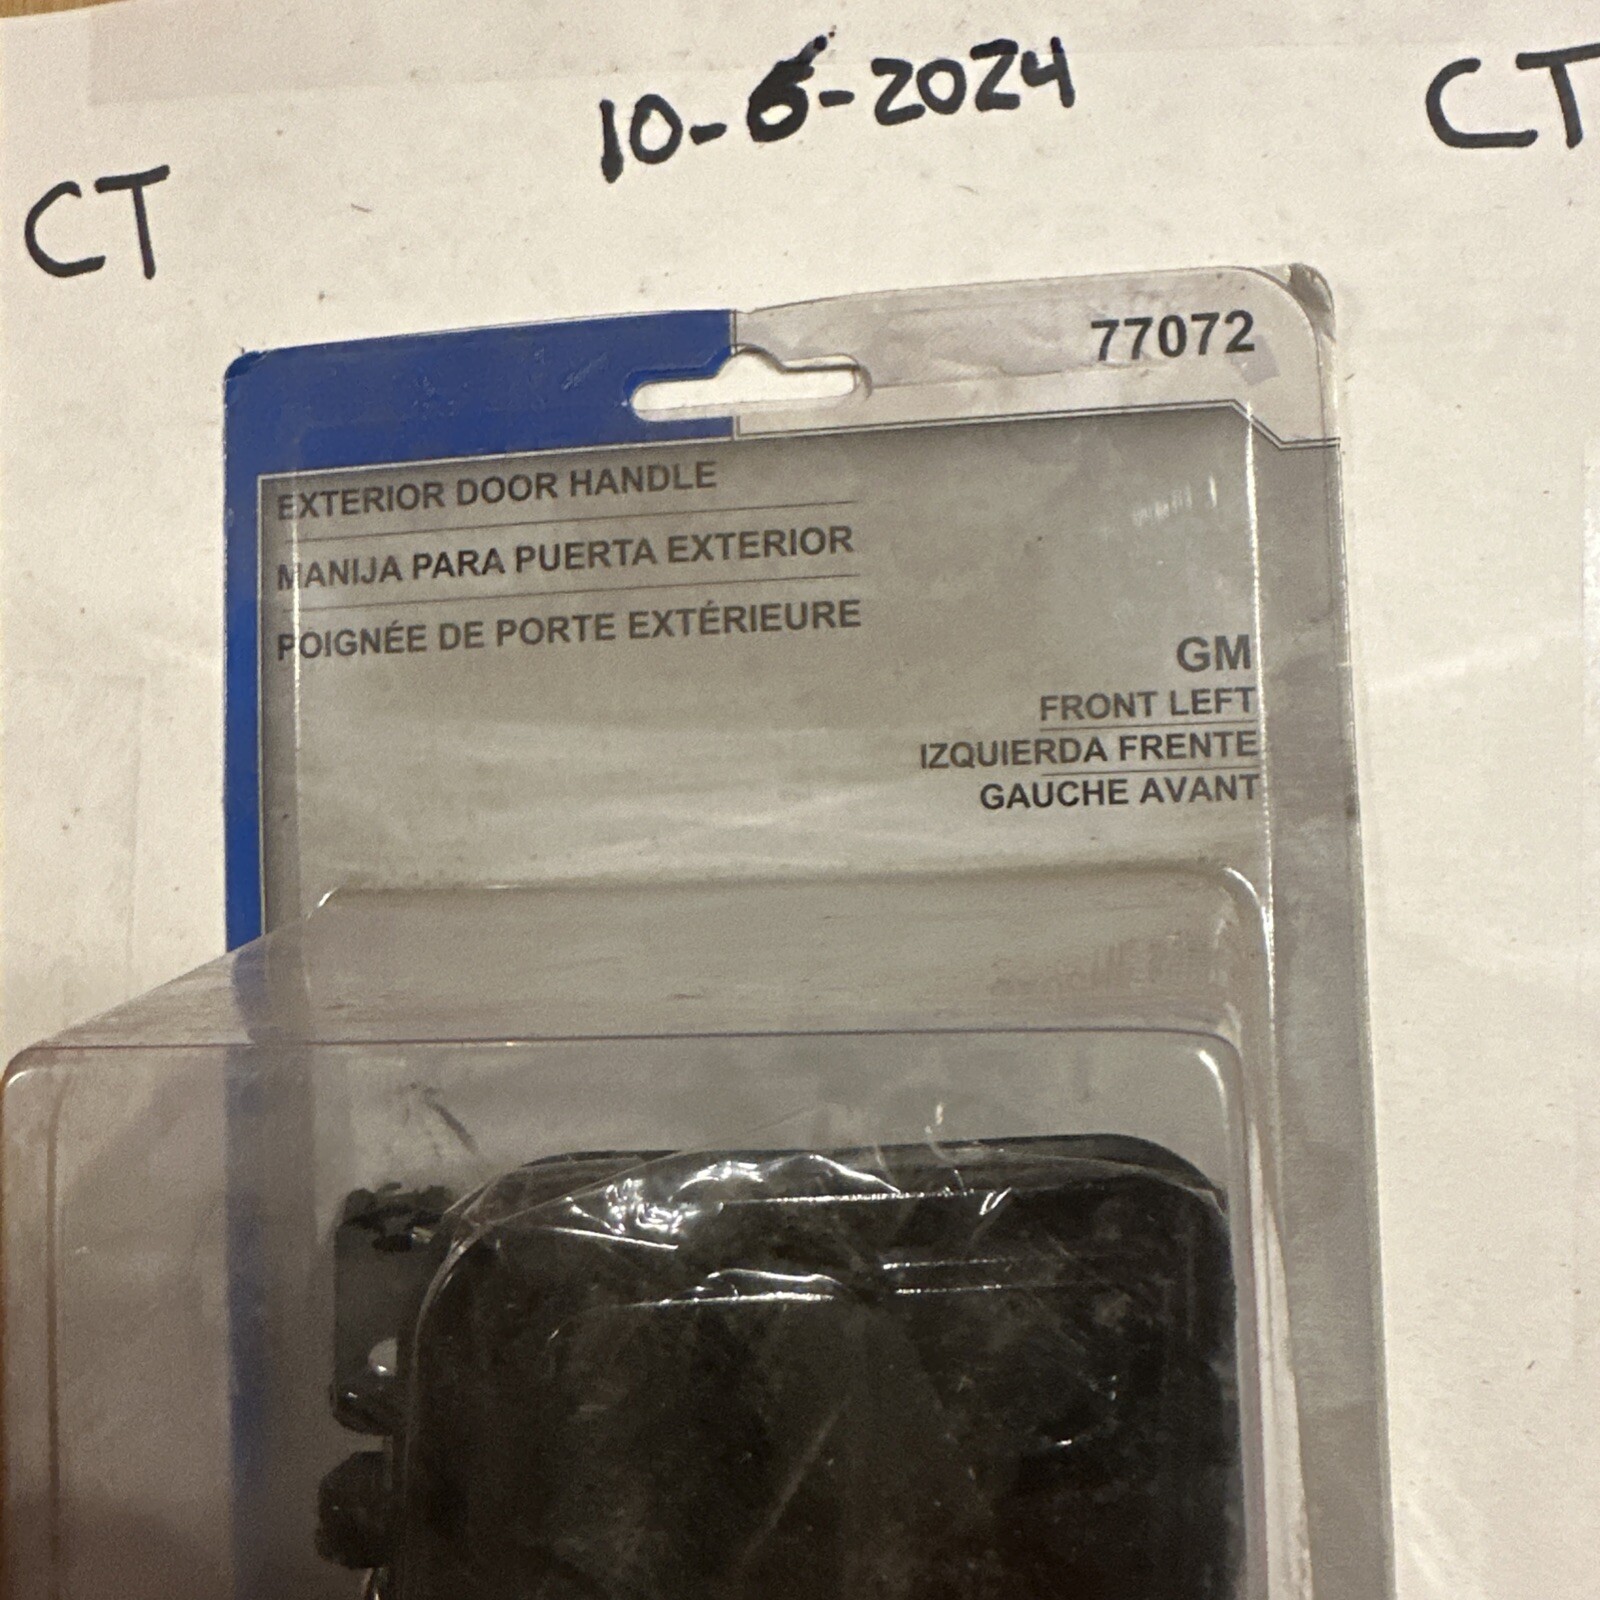 10-6-2024
CT
CT
77072
EXTERIOR DOOR HANDLE
MANIJA PARA PUERTA EXTERIOR
POIGNÉE DE PORTE EXTÉRIEURE
GM
FRONT LEFT
IZQUIERDA FRENTE
GAUCHE AVANT